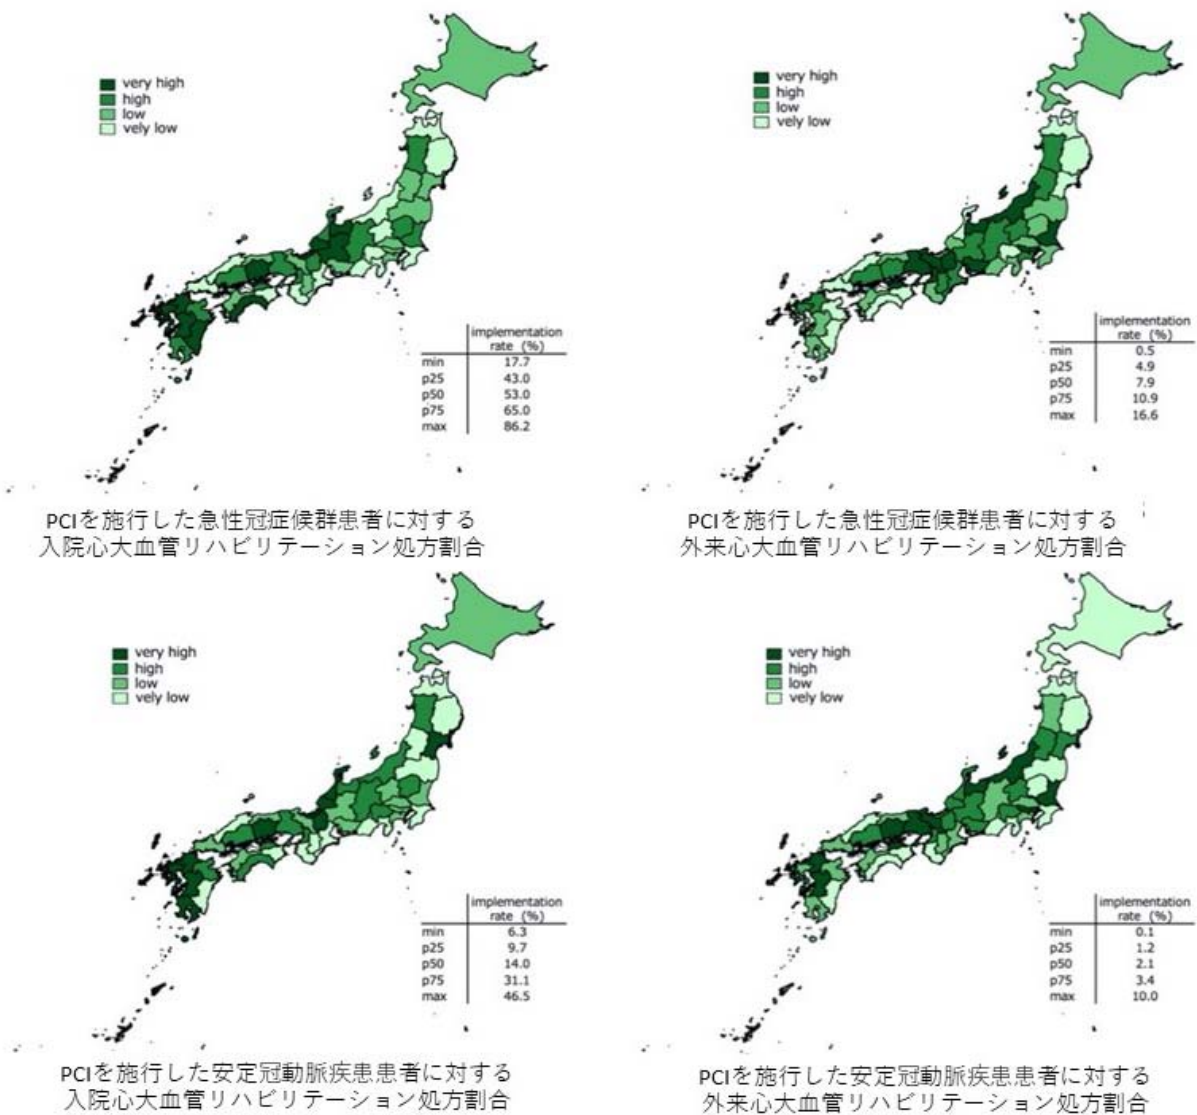 very high
high
low
vely low
implementation
rate (%)
min 17.7
p25 43.0
p50 53.0
p75 65.0
max 86.2
PCIを施行した急性冠症候群患者に対する
入院心大血管リハビリテーション処方割合
very high
high
low
vely low
implementation
rate (%)
min 0.5
p25 4.9
p50 7.9
p75 10.9
max 16.6
PCIを施行した急性冠症候群患者に対する
外来心大血管リハビリテーション処方割合
very high
high
low
vely low
implementation
rate (%)
min 6.3
p25 9.7
p50 14.0
p75 31.1
max 46.5
PCIを施行した安定冠動脈疾患患者に対する
入院心大血管リハビリテーション処方割合
very high
high
low
vely low
implementation
rate (%)
min 0.1
p25 1.2
p50 2.1
p75 3.4
max 10.0
PCIを施行した安定冠動脈疾患患者に対する
外来心大血管リハビリテーション処方割合